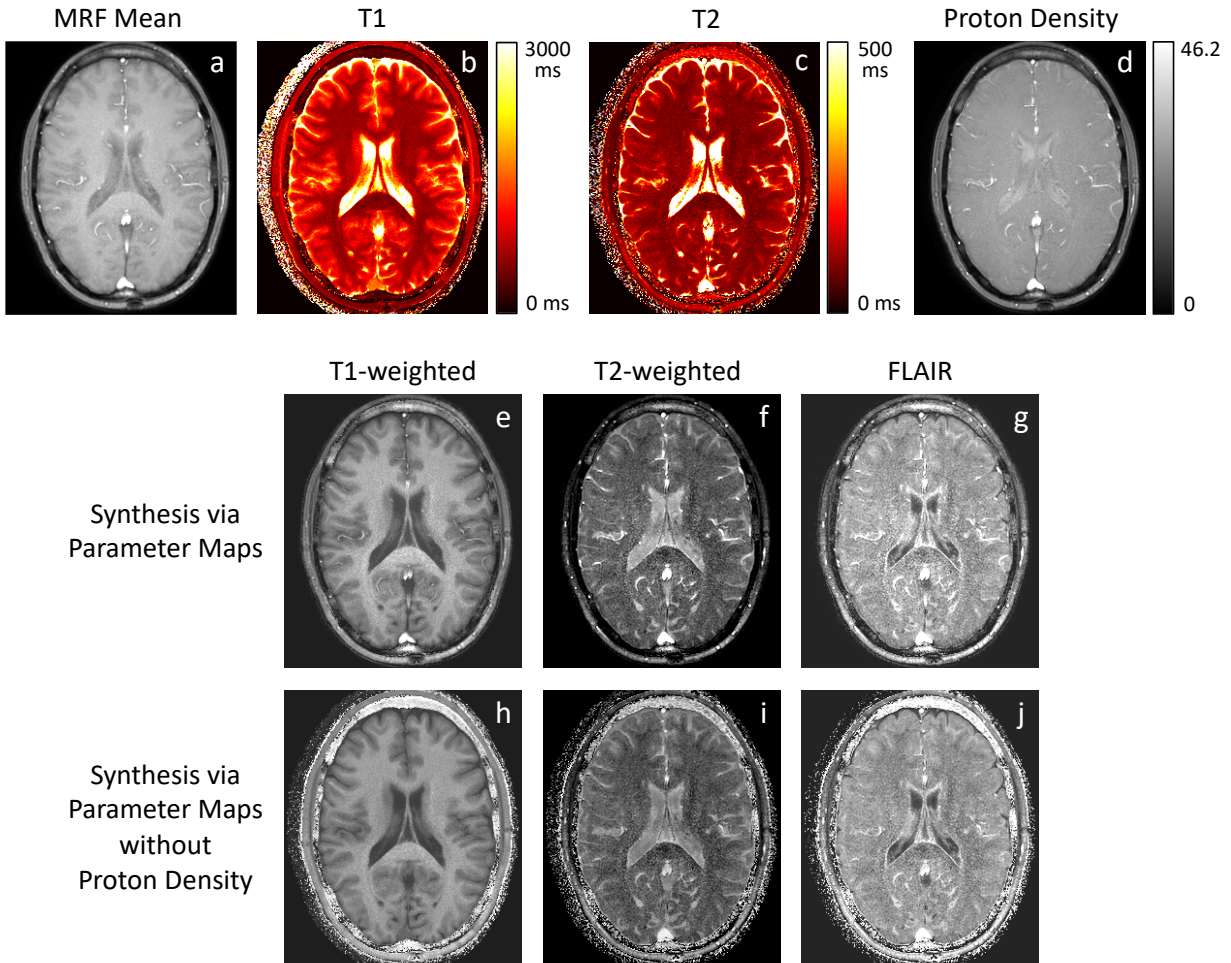 MRF Mean
T1
T2
Proton Density
a
b
c
d
3000
ms
0 ms
500
ms
0 ms
46.2
0
T1-weighted
T2-weighted
FLAIR
e
f
g
Synthesis via
Parameter Maps
h
i
j
Synthesis via
Parameter Maps
without
Proton Density